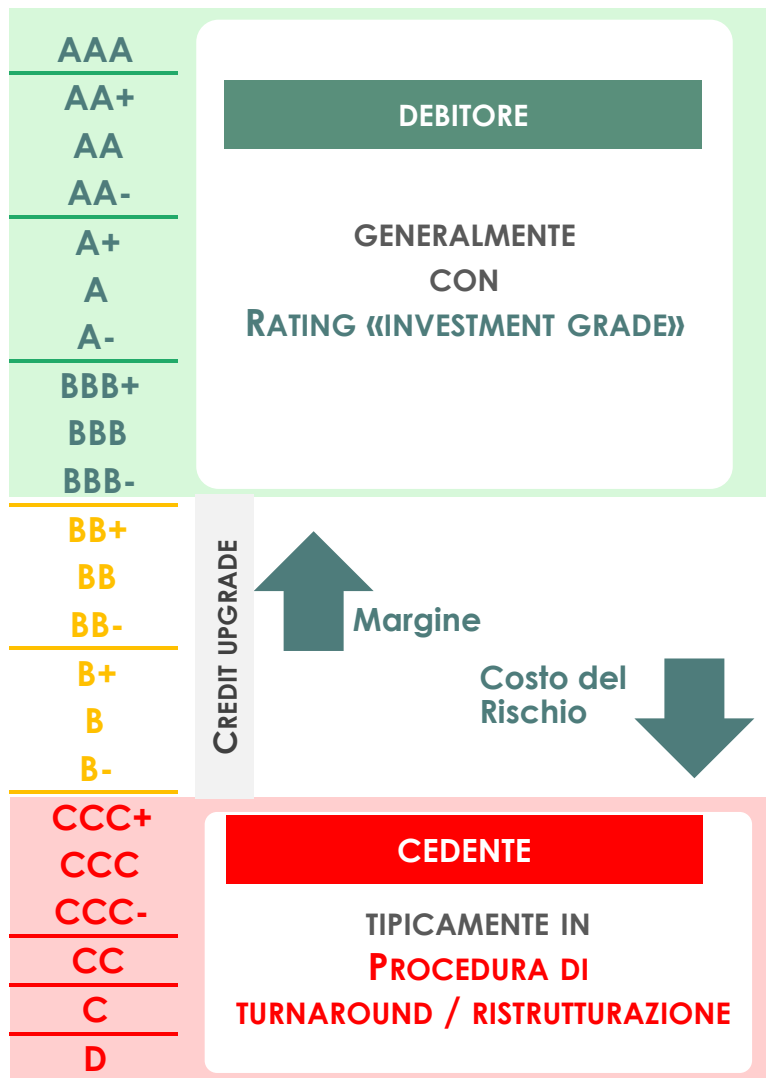 AAA
AA+
AA
AA-
A+
A
A-
BBB+
BBB
BBB-
BB+
BB
BB-
B+
B
B-
CCC+
CCC
CCC-
CC
C
D
DEBITORE
GENERALMENTE
CON
RATING «INVESTMENT GRADE»
CREDIT UPGRADE
Margine
Costo del
Rischio
CEDENTE
TIPICAMENTE IN
PROCEDURA DI
TURNAROUND / RISTRUTTURAZIONE